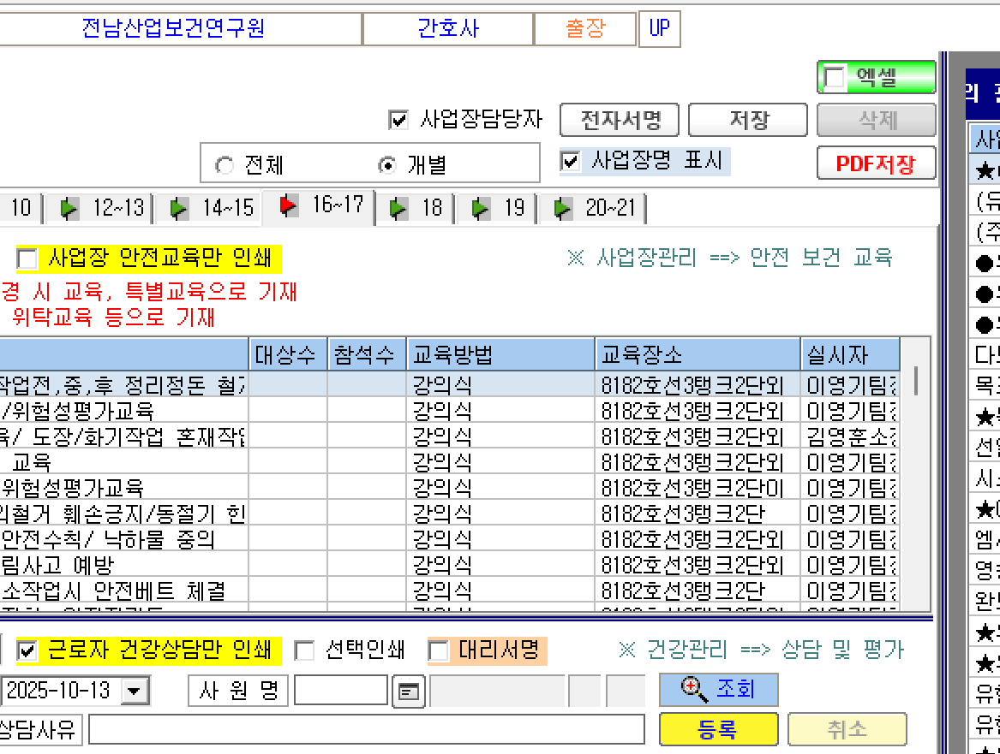 전남산업보건연구원 간호사 출장 UP
엑셀
사업장담당자 전자서명 저장 삭제
전체 개별 사업장명 표시 PDF저장
10 12~13 14~15 16~17 18 19 20~21
사업장 안전교육만 인쇄 ※ 사업장관리 ==> 안전 보건 교육
경 시 교육, 특별교육으로 기재
위탁교육 등으로 기재
대상수 참석수 교육방법 교육장소 실시자
작업전,중,후 정리정돈 강의식 8182호선3탱크2단외 이영기팀
/위험성평가교육 강의식 8182호선3탱크2단외 이영기팀
/ 도장/화기작업 혼재작업 강의식 8182호선3탱크2단외 김영훈소
교육 강의식 8182호선3탱크2단외 이영기팀
위험성평가교육 강의식 8182호선3탱크2단이 이영기팀
철거 훼손긍지/동절기 힌 강의식 8182호선3탱크2단 이영기팀
안전수칙/ 낙하물 중의 강의식 8182호선3탱크2단외 이영기팀
림사고 예방 강의식 8182호선3탱크2단외 이영기팀
소작업시 안전베트 체결 강의식 8182호선3탱크2단 이영기팀
근로자 건강상담만 인쇄 선택인쇄 대리서명 ※ 건강관리 ==> 상담 및 평가
2025-10-13 사 원 명 조회
상담사유 등록 취소
의
사업
★
(유
(주
●
●
●
다
목
★
선
시
★
엠
영
완
★
★
유
유